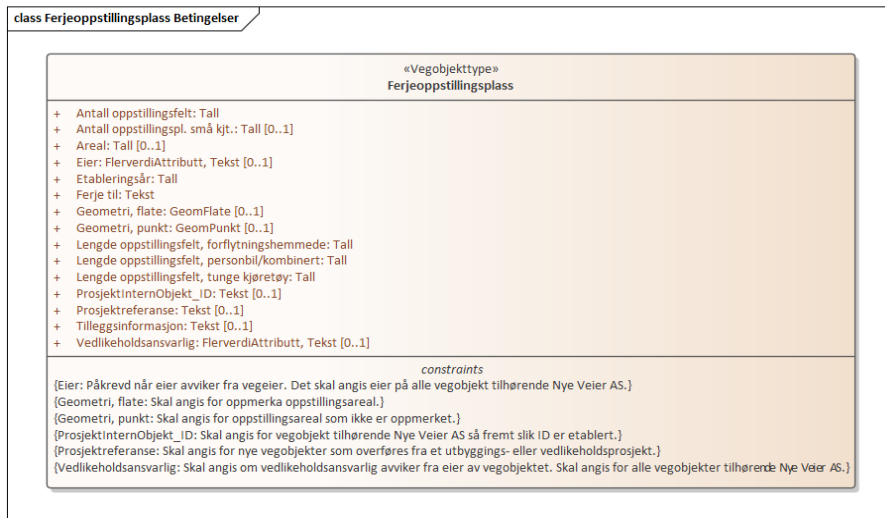 class Ferjeoppstillingsplass Betingelser
«Vegobjekttype»
Ferjeoppstillingsplass
+ Antall oppstillingsfelt: Tall
+ Antall oppstillingspl. små kjt.: Tall [0..1]
+ Areal: Tall [0..1]
+ Eier: FlerverdiAttributt, Tekst [0..1]
+ Etableringsår: Tall
+ Ferje til: Tekst
+ Geometri, flate: GeomFlate [0..1]
+ Geometri, punkt: GeomPunkt [0..1]
+ Lengde oppstillingsfelt, forflytningshemmede: Tall
+ Lengde oppstillingsfelt, personbil/kombinert: Tall
+ Lengde oppstillingsfelt, tunge kjøretøy: Tall
+ ProsjektInternObjekt_ID: Tekst [0..1]
+ Prosjektreferanse: Tekst [0..1]
+ Tilleggsinformasjon: Tekst [0..1]
+ Vedlikeholdsansvarlig: FlerverdiAttributt, Tekst [0..1]
constraints
{Eier: Påkrevd når eier avviker fra vegeier. Det skal angis eier på alle vegobjekt tilhørende Nye Veier AS.}
{Geometri, flate: Skal angis for oppmerka oppstillingsareal.}
{Geometri, punkt: Skal angis for oppstillingsareal som ikke er oppmerket.}
{ProsjektInternObjekt_ID: Skal angis for vegobjekt tilhørende Nye Veier AS så fremt slik ID er etablert.}
{Prosjektreferanse: Skal angis for nye vegobjekter som overføres fra et utbyggings- eller vedlikeholdsprosjekt.}
{Vedlikeholdsansvarlig: Skal angis om vedlikeholdsansvarlig avviker fra eier av vegobjektet. Skal angis for alle vegobjekter tilhørende Nye Veier AS.}